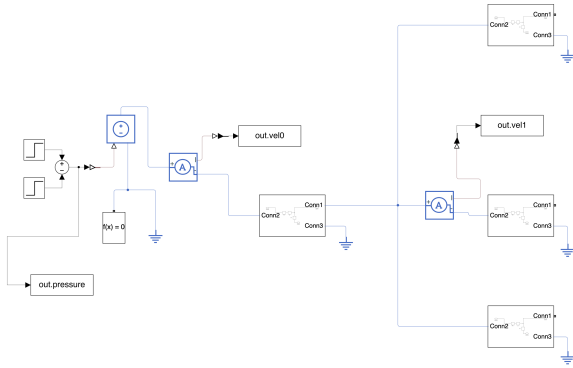 Conn1
Conn2
Conn3
out.vel1
out.vel0
+
-
+
-
+
A
I
f(x) = 0
Conn1
Conn2
Conn3
+
A
I
Conn1
Conn2
Conn3
out.pressure
Conn1
Conn2
Conn3